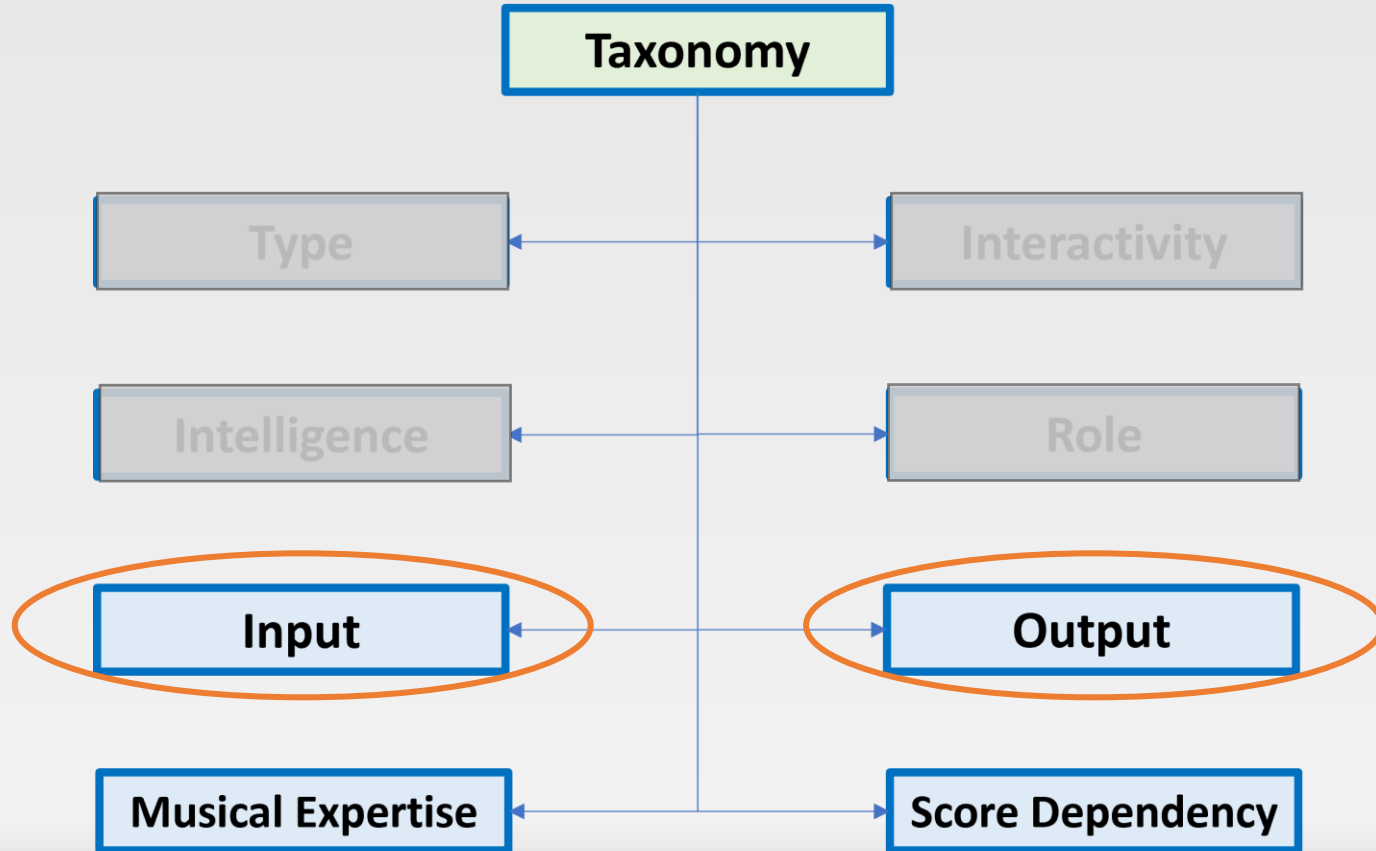 Taxonomy
Type
Interactivity
Intelligence
Role
Input
Output
Musical Expertise
Score Dependency